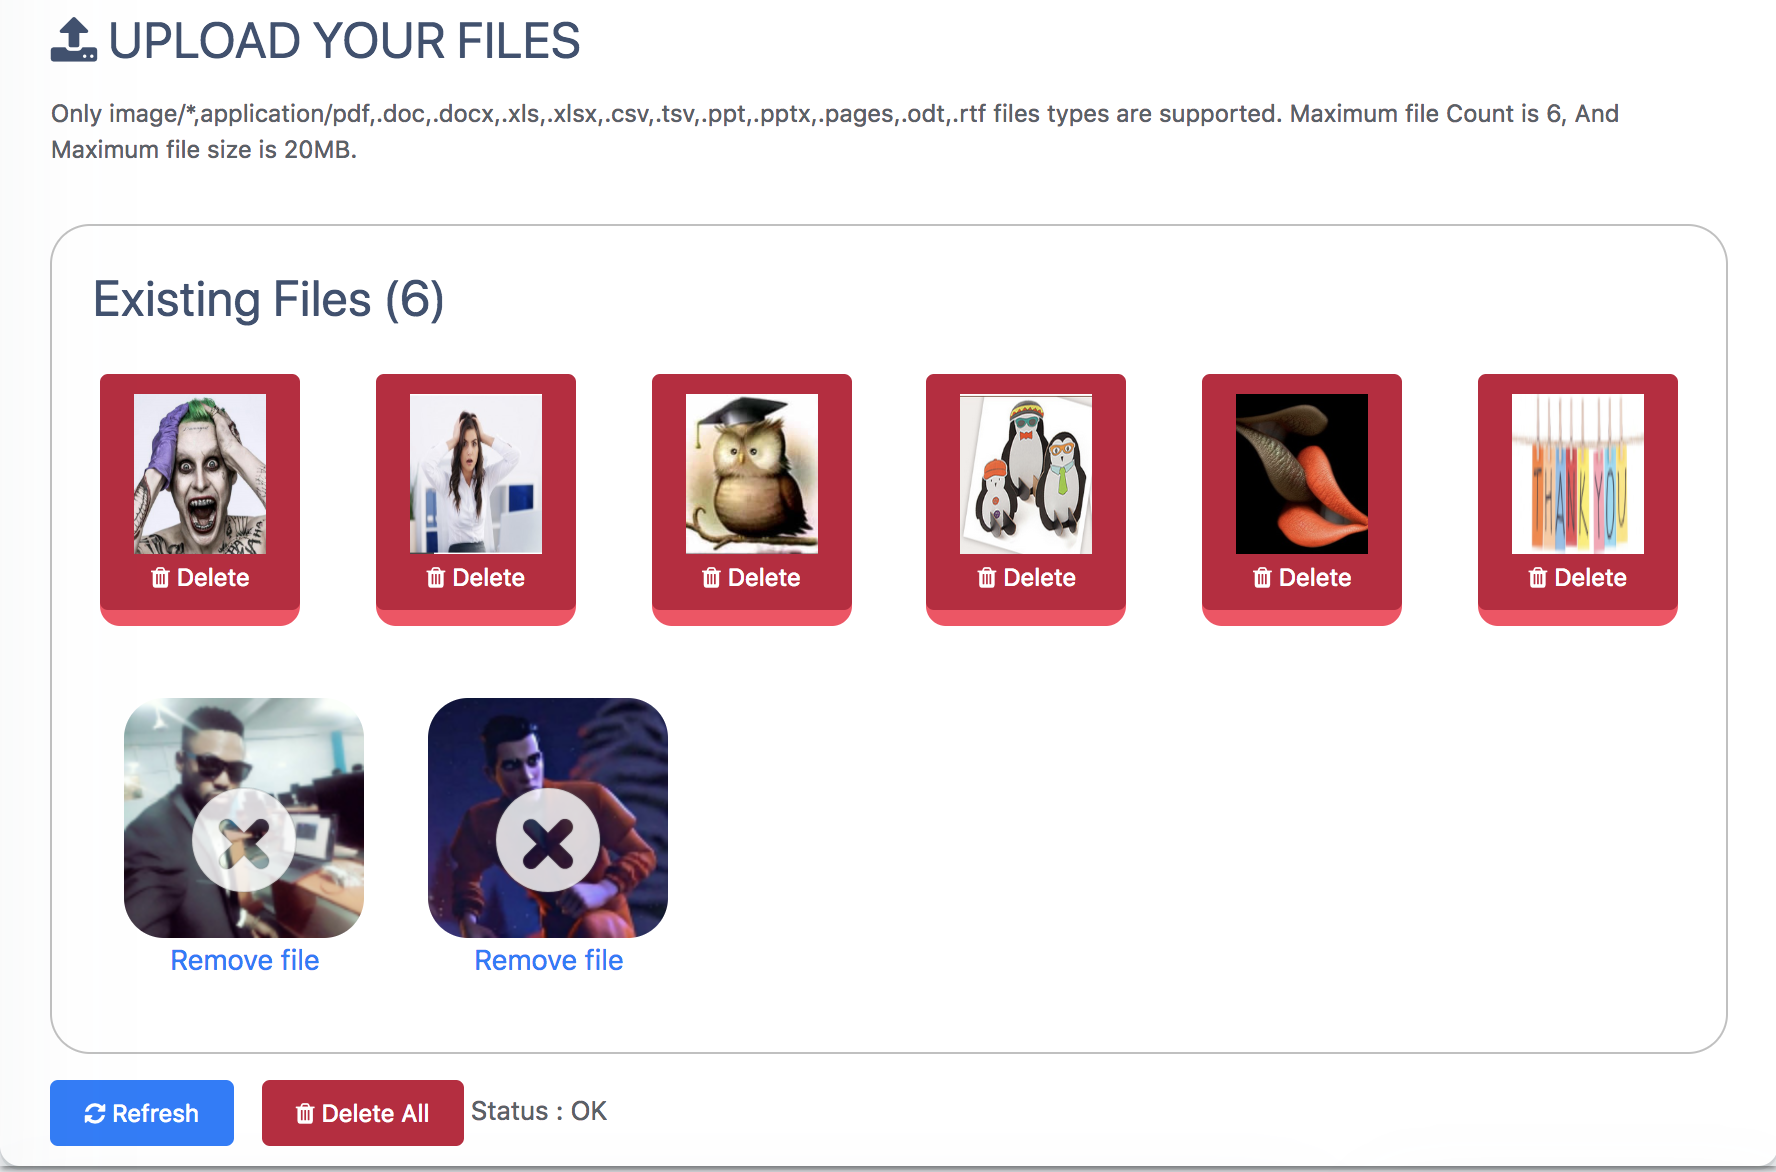 UPLOAD YOUR FILES
Only image/*,application/pdf,.doc,.docx,.xls,.xlsx,.csv,.tsv,.ppt,.pptx,.pages,.odt,.rtf files types are supported. Maximum file Count is 6, And
Maximum file size is 20MB.
Existing Files (6)
THANK YOU
Delete Delete Delete Delete Delete Delete
Remove file Remove file
Refresh Delete All Status : OK